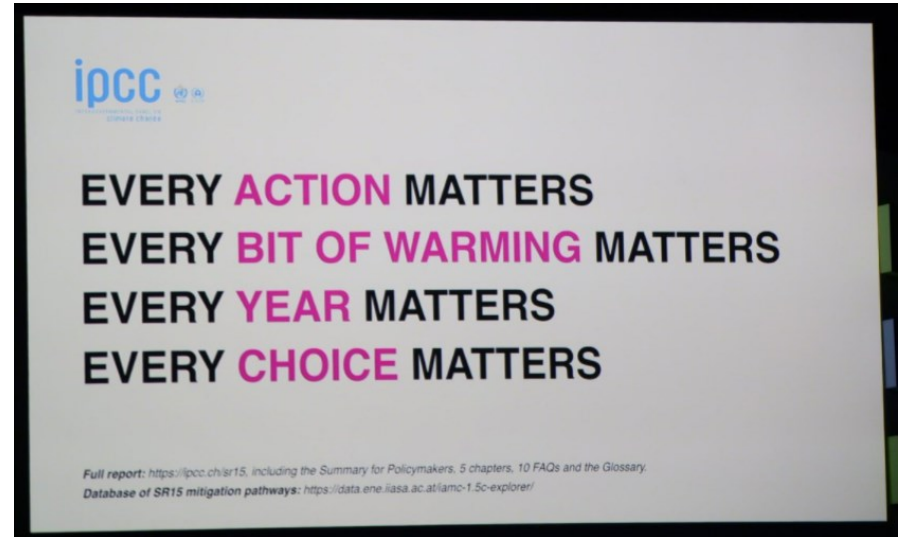 ipcc
climate change
EVERY ACTION MATTERS
EVERY BIT OF WARMING MATTERS
EVERY YEAR MATTERS
EVERY CHOICE MATTERS
Full report: https://ipcc.ch/sr15, including the Summary for Policymakers, 5 chapters, 10 FAQs and the Glossary.
Database of SR15 mitigation pathways: https://data.ene.iiasa.ac.at/iamc-1.5c-explorer/